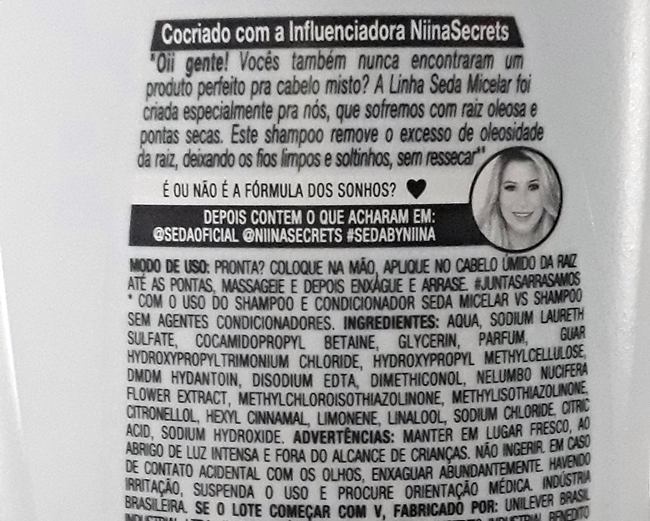 Cocriado com a Influenciadora NiinaSecrets
"Oii gente! Vocês também nunca encontraram um
produto perfeito pra cabelo misto? A Linha Seda Micelar foi
criada especialmente pra nós, que sofremos com raiz oleosa e
pontas secas. Este shampoo remove o excesso de oleosidade
da raiz, deixando os fios limpos e soltinhos, sem ressecar*"
É OU NÃO É A FÓRMULA DOS SONHOS? ♥
DEPOIS CONTEM O QUE ACHARAM EM:
@SEDAOFICIAL @NIINASECRETS #SEDABYNIINA
MODO DE USO: PRONTA? COLOQUE NA MÃO, APLIQUE NO CABELO ÚMIDO DA RAIZ
ATÉ AS PONTAS, MASSAGEIE E DEPOIS ENXÁGUE E ARRASE. #JUNTASARRASAMOS
* COM O USO DO SHAMPOO E CONDICIONADOR SEDA MICELAR VS SHAMPOO
SEM AGENTES CONDICIONADORES. INGREDIENTES: AQUA, SODIUM LAURETH
SULFATE, COCAMIDOPROPYL BETAINE, GLYCERIN, PARFUM, GUAR
HYDROXYPROPYLTRIMONIUM CHLORIDE, HYDROXYPROPYL METHYLCELLULOSE,
DMDM HYDANTOIN, DISODIUM EDTA, DIMETHICONOL, NELUMBO NUCIFERA
FLOWER EXTRACT, METHYLCHLOROISOTHIAZOLINONE, METHYLISOTHIAZOLINONE,
CITRONELLOL, HEXYL CINNAMAL, LIMONENE, LINALOOL, SODIUM CHLORIDE, CITRIC
ACID, SODIUM HYDROXIDE. ADVERTÊNCIAS: MANTER EM LUGAR FRESCO, AO
ABRIGO DE LUZ INTENSA E FORA DO ALCANCE DE CRIANÇAS. NÃO INGERIR. EM CASO
DE CONTATO ACIDENTAL COM OS OLHOS, ENXAGUAR ABUNDANTEMENTE. HAVENDO
IRRITAÇÃO, SUSPENDA O USO E PROCURE ORIENTAÇÃO MÉDICA. INDÚSTRIA
BRASILEIRA. SE O LOTE COMEÇAR COM V, FABRICADO POR: UNILEVER BRASIL
INDUSTRIAL BENEDITO